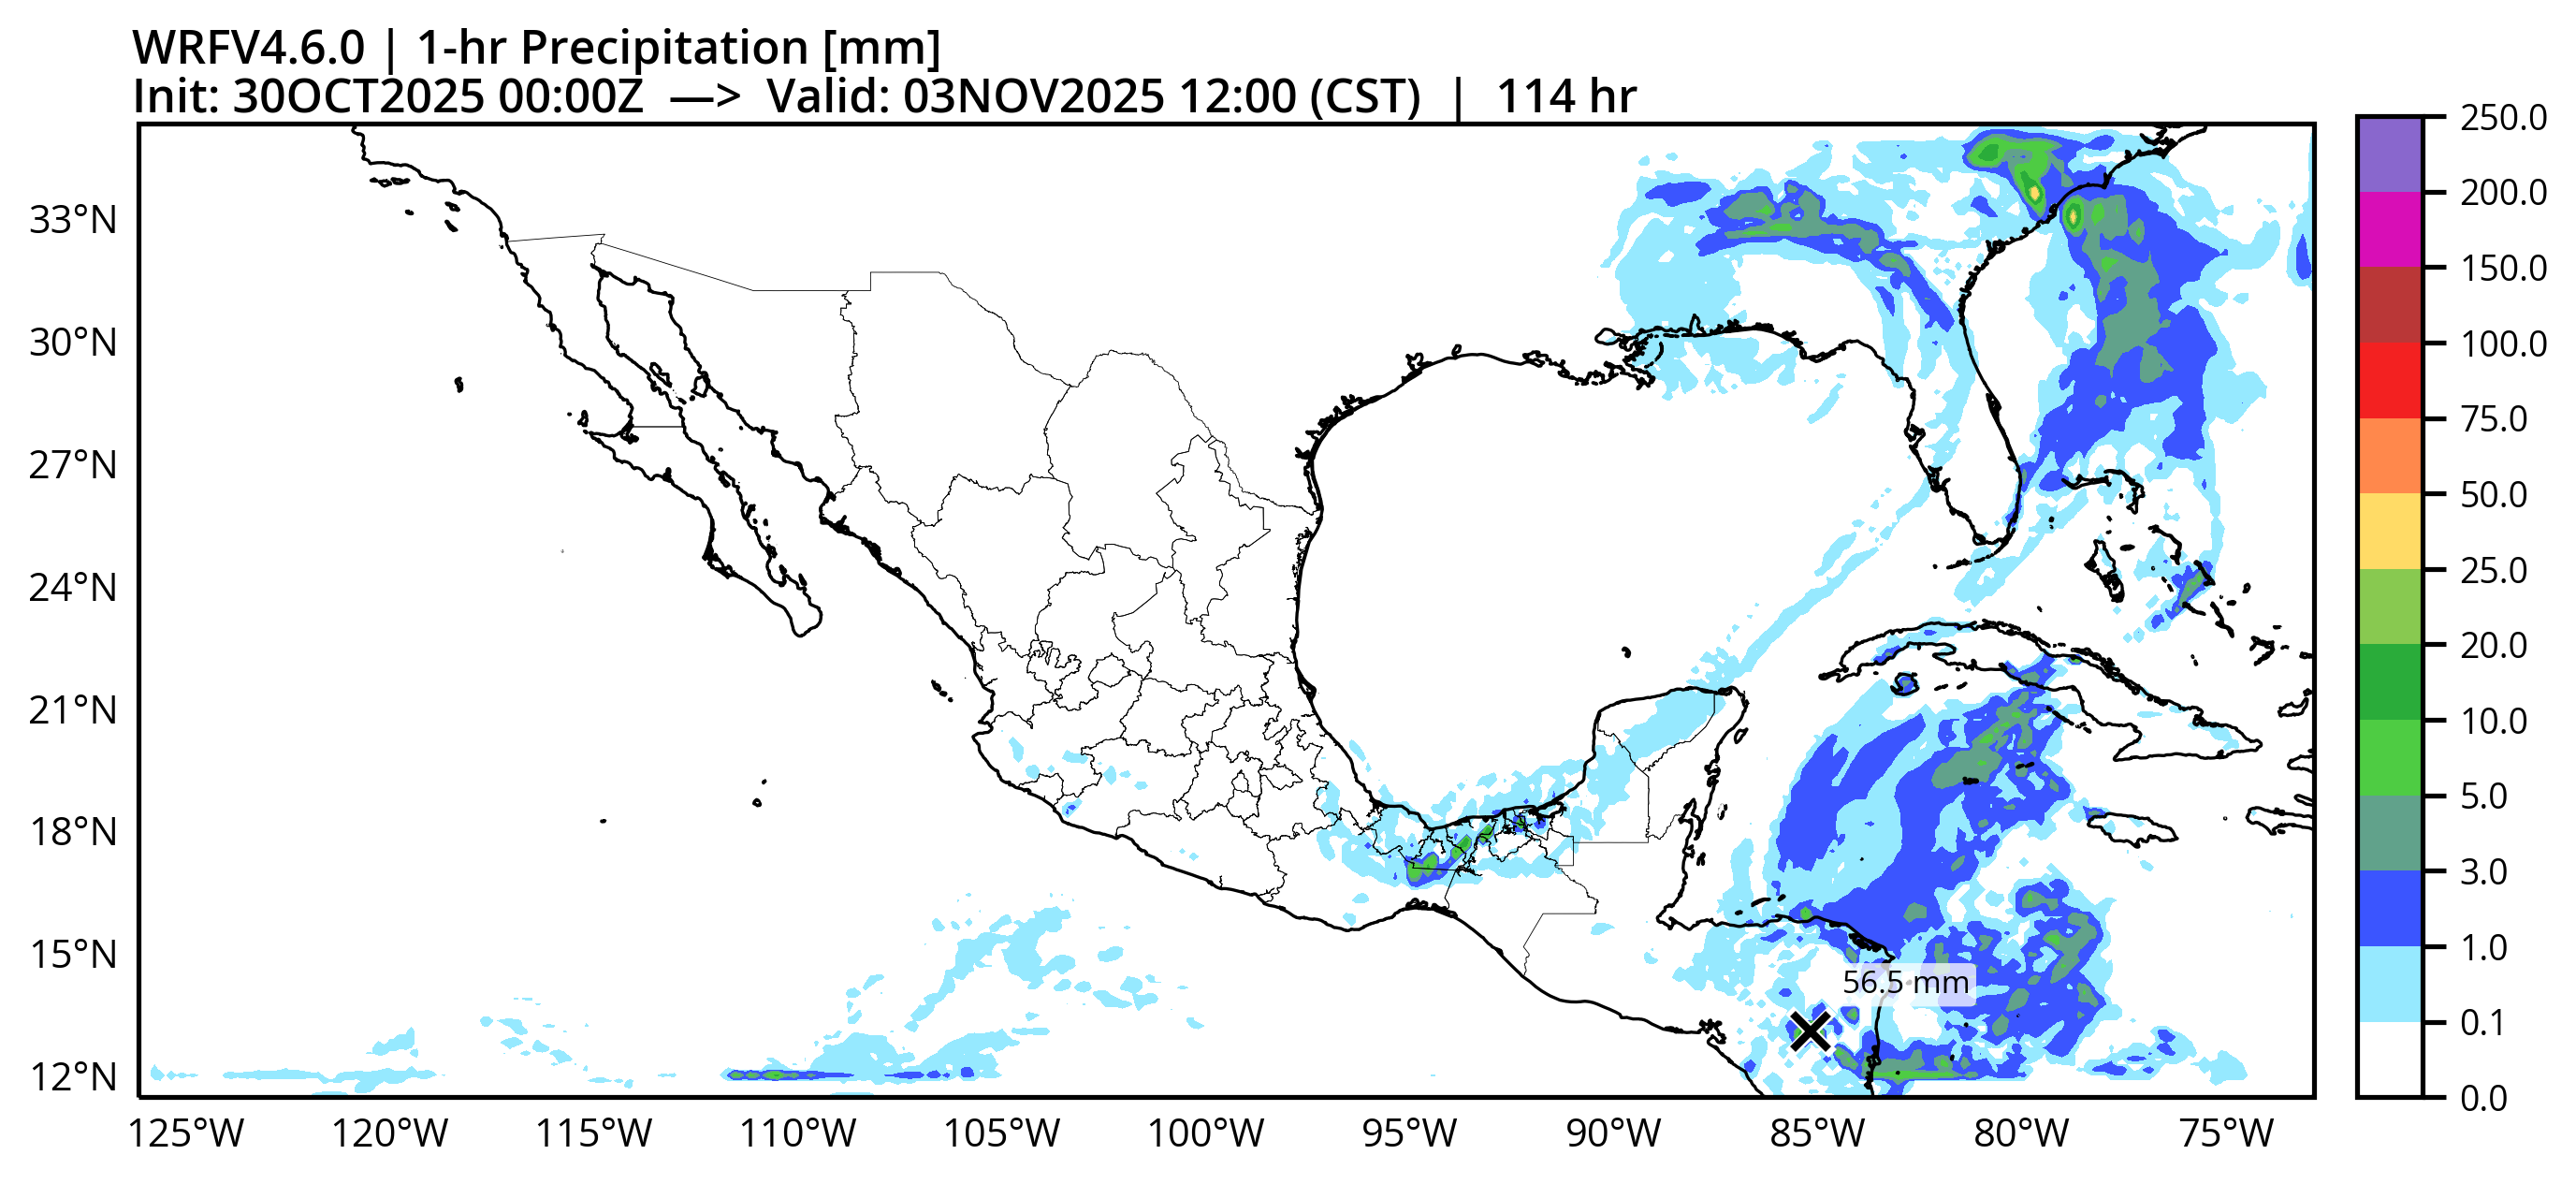 WRFV4.6.0 | 1-hr Precipitation [mm]
Init: 30OCT2025 00:00Z —> Valid: 03NOV2025 12:00 (CST) | 114 hr
33°N
30°N
27°N
24°N
21°N
18°N
15°N
12°N
125°W 120°W 115°W 110°W 105°W 100°W 95°W 90°W 85°W 80°W 75°W
56.5 mm
250.0
200.0
150.0
100.0
75.0
50.0
25.0
20.0
10.0
5.0
3.0
1.0
0.1
0.0